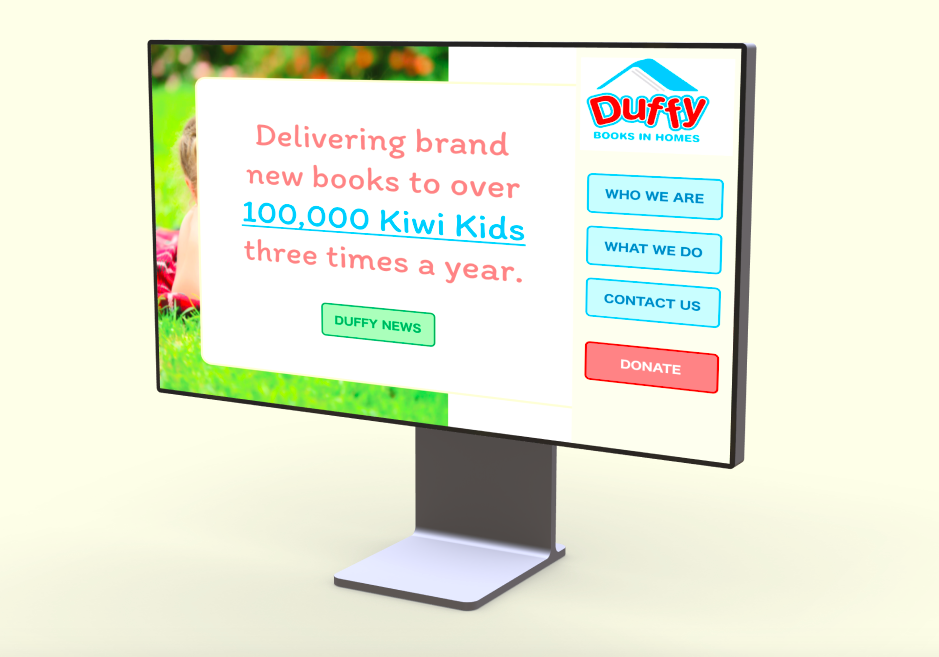 Delivering brand
new books to over
100,000 Kiwi Kids
three times a year.
DUFFY NEWS
Duffy
BOOKS IN HOMES
WHO WE ARE
WHAT WE DO
CONTACT US
DONATE